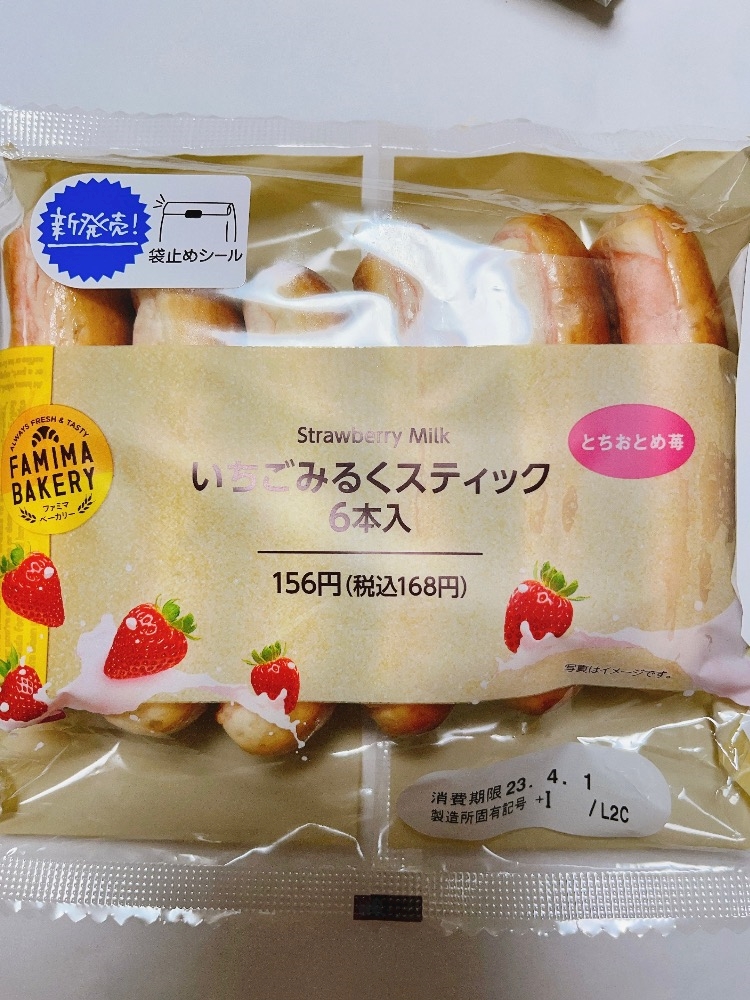 新発売!
袋止めシール
ALWAYS FRESH & TASTY
FAMIMA
BAKERY
ファミマ
ベーカリー
Strawberry Milk
いちごみるくスティック
6本入
とちおとめ苺
156円(税込168円)
写真はイメージです。
消費期限 23. 4. 1
製造所固有記号 +I /L2C